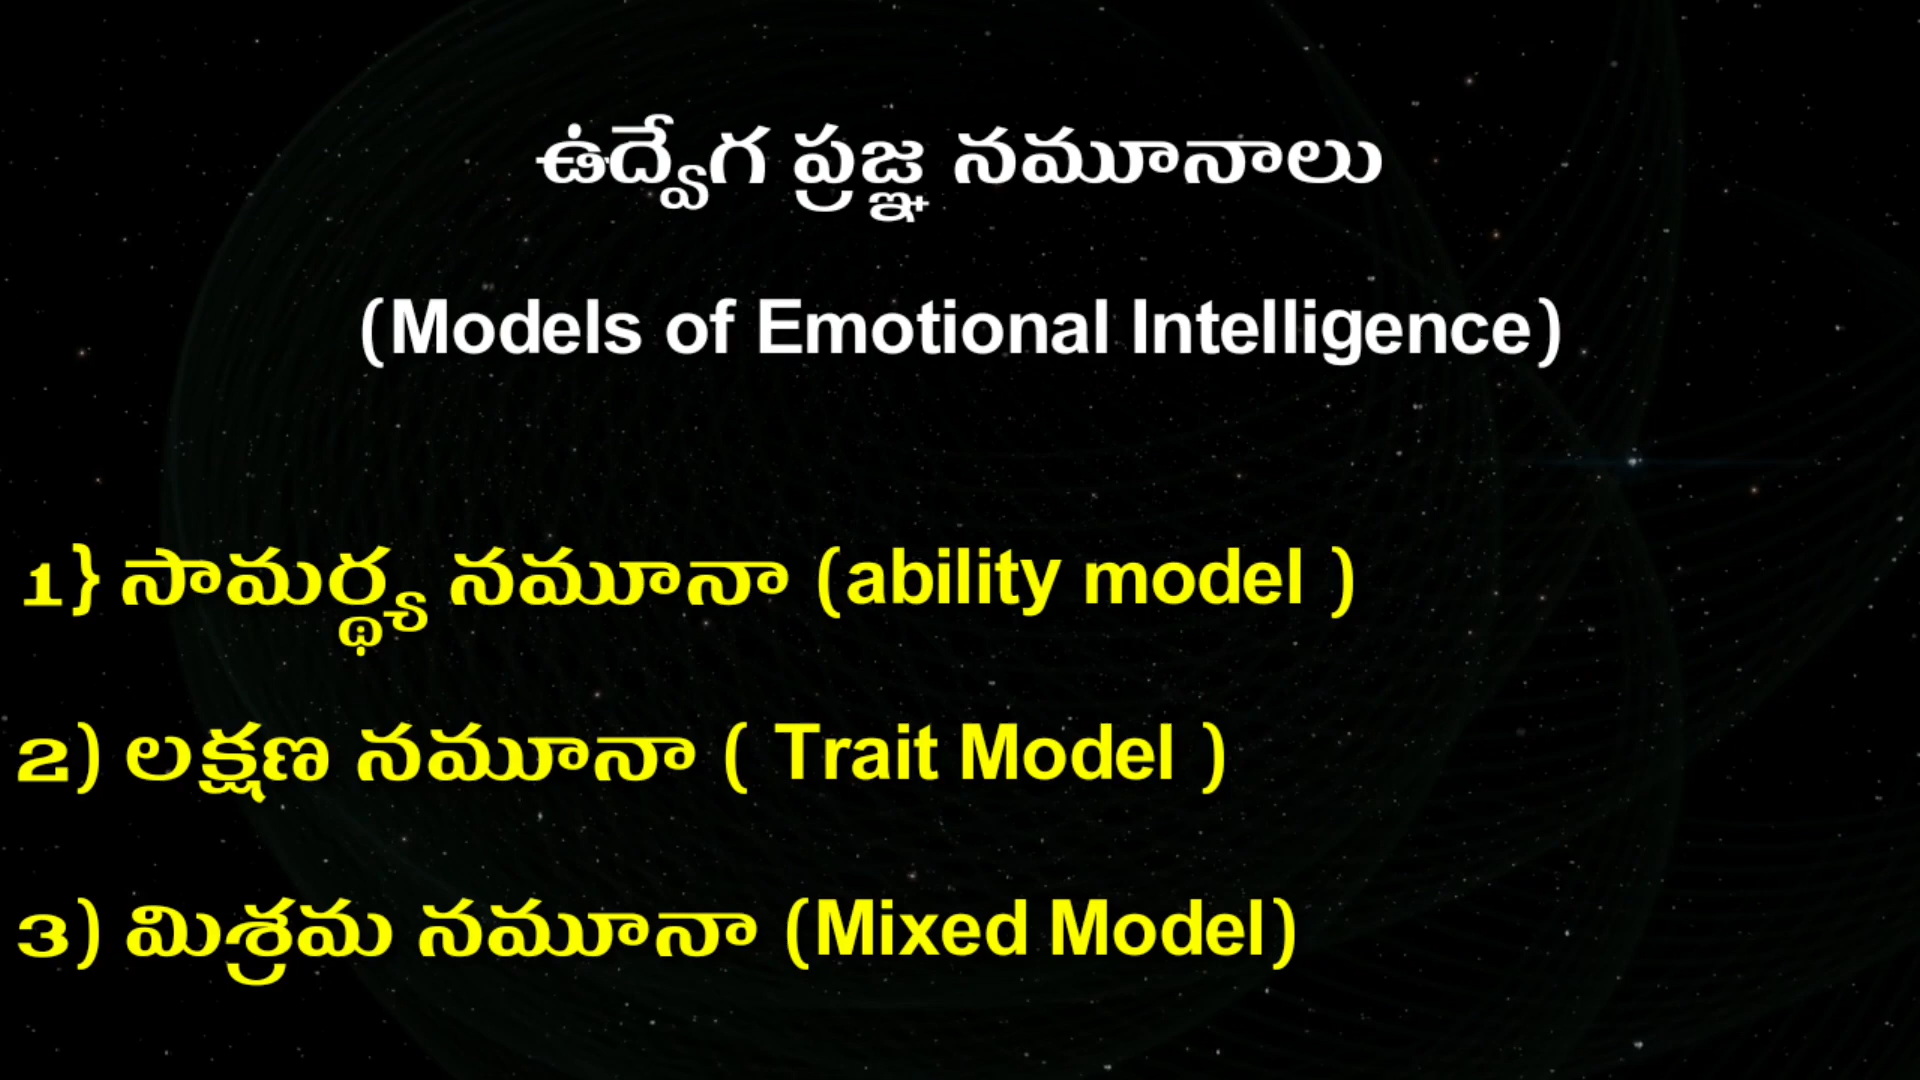 ఉద్వేగ ప్రజ్ఞ నమూనాలు
(Models of Emotional Intelligence)
1} సామర్థ్య నమూనా (ability model )
2) లక్షణ నమూనా ( Trait Model )
3) మిశ్రమ నమూనా (Mixed Model)